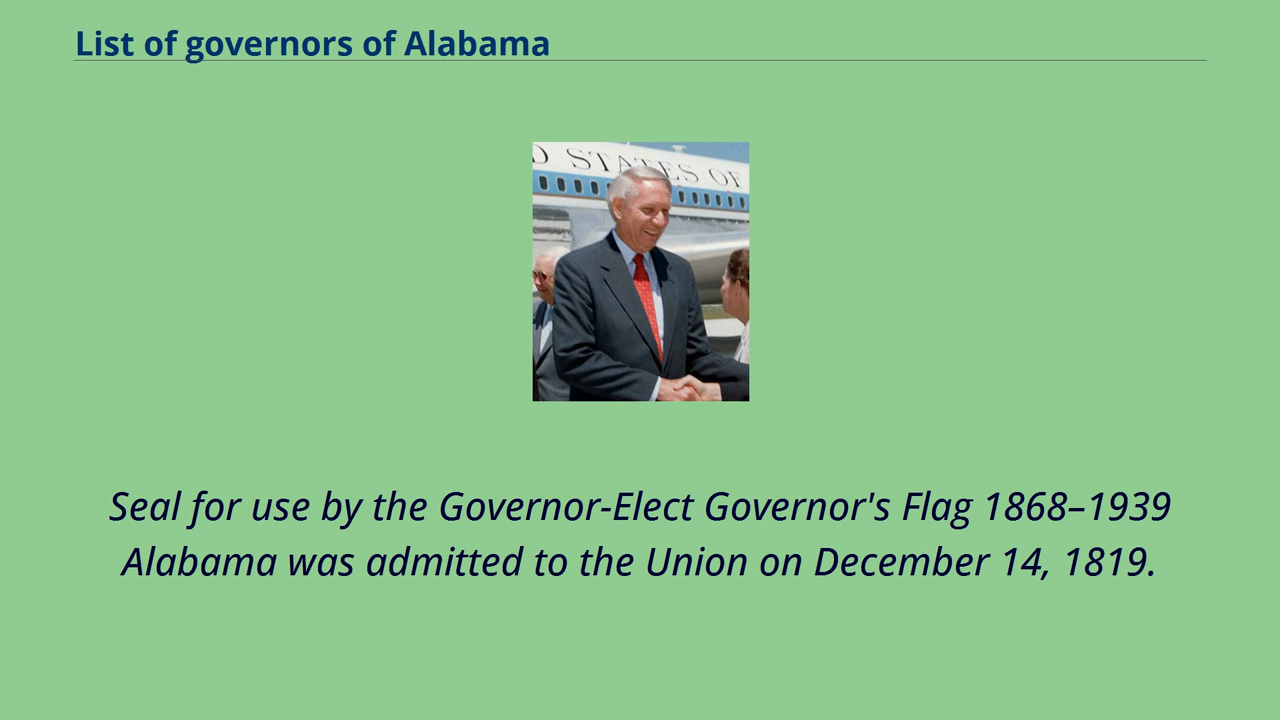 List of governors of Alabama
D STATES OF
Seal for use by the Governor-Elect Governor's Flag 1868–1939
Alabama was admitted to the Union on December 14, 1819.